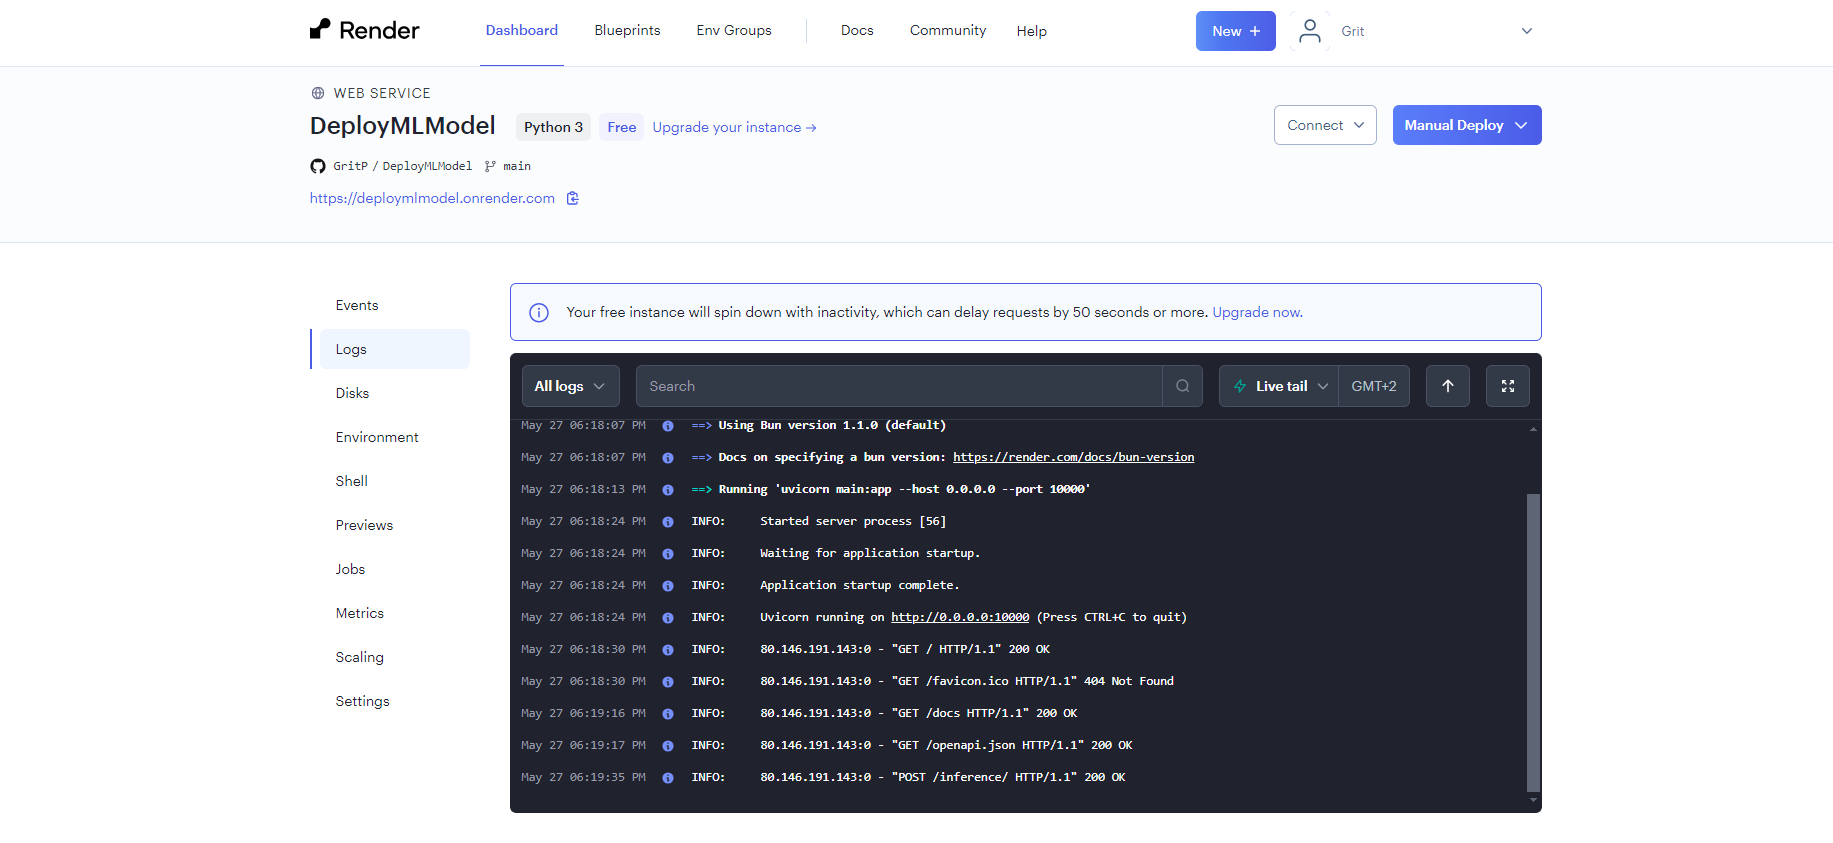 Render
Dashboard
Blueprints
Env Groups
Docs
Community
Help
New +
Grit
WEB SERVICE
DeployMLModel
Python 3
Free
Upgrade your instance →
Connect
Manual Deploy
GritP / DeployMLModel
main
https://deploymlmodel.onrender.com
Events
Logs
Disks
Environment
Shell
Previews
Jobs
Metrics
Scaling
Settings
Your free instance will spin down with inactivity, which can delay requests by 50 seconds or more. Upgrade now.
All logs
Search
Live tail
GMT+2
May 27 06:18:07 PM ==> Using Bun version 1.1.0 (default)
May 27 06:18:07 PM ==> Docs on specifying a bun version: https://render.com/docs/bun-version
May 27 06:18:13 PM ==> Running 'uvicorn main:app --host 0.0.0.0 --port 10000'
May 27 06:18:24 PM INFO: Started server process [56]
May 27 06:18:24 PM INFO: Waiting for application startup.
May 27 06:18:24 PM INFO: Application startup complete.
May 27 06:18:24 PM INFO: Uvicorn running on http://0.0.0.0:10000 (Press CTRL+C to quit)
May 27 06:18:30 PM INFO: 80.146.191.143:0 - "GET / HTTP/1.1" 200 OK
May 27 06:18:30 PM INFO: 80.146.191.143:0 - "GET /favicon.ico HTTP/1.1" 404 Not Found
May 27 06:19:16 PM INFO: 80.146.191.143:0 - "GET /docs HTTP/1.1" 200 OK
May 27 06:19:17 PM INFO: 80.146.191.143:0 - "GET /openapi.json HTTP/1.1" 200 OK
May 27 06:19:35 PM INFO: 80.146.191.143:0 - "POST /inference/ HTTP/1.1" 200 OK